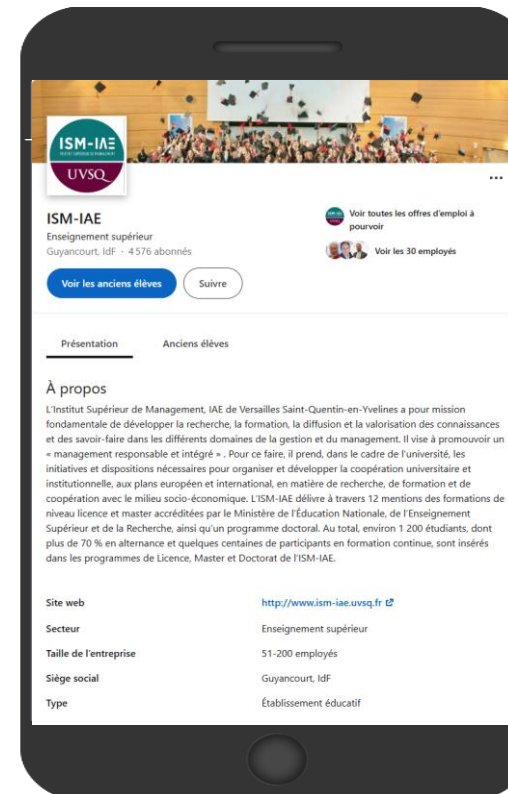 ISM-IAE
UVSQ
ISM-IAE
Enseignement supérieur
Guyancourt, IdF · 4 576 abonnés
Voir toutes les offres d'emploi à
pourvoir
Voir les 30 employés
Voir les anciens élèves
Suivre
Présentation
Anciens élèves
À propos
L'Institut Supérieur de Management, IAE de Versailles Saint-Quentin-en-Yvelines a pour mission
fondamentale de développer la recherche, la formation, la diffusion et la valorisation des connaissances
et des savoir-faire dans les différents domaines de la gestion et du management. Il vise à promouvoir un
« management responsable et intégré » . Pour ce faire, il prend, dans le cadre de l'université, les
initiatives et dispositions nécessaires pour organiser et développer la coopération universitaire et
institutionnelle, aux plans européen et international, en matière de recherche, de formation et de
coopération avec le milieu socio-économique. L'ISM-IAE délivre à travers 12 mentions des formations de
niveau licence et master accréditées par le Ministère de l'Éducation Nationale, de l'Enseignement
Supérieur et de la Recherche, ainsi qu'un programme doctoral. Au total, environ 1 200 étudiants, dont
plus de 70 % en alternance et quelques centaines de participants en formation continue, sont insérés
dans les programmes de Licence, Master et Doctorat de l'ISM-IAE.
Site web http://www.ism-iae.uvsq.fr
Secteur Enseignement supérieur
Taille de l'entreprise 51-200 employés
Siège social Guyancourt, IdF
Type Établissement éducatif